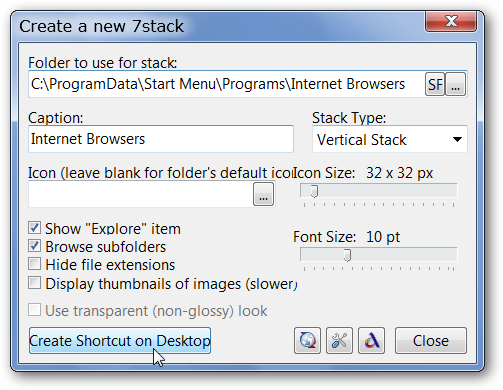 Create a new 7stack
Folder to use for stack:
C:\ProgramData\Start Menu\Programs\Internet Browsers SF ...
Caption: Stack Type:
Internet Browsers Vertical Stack
Icon (leave blank for folder's default icon Icon Size: 32 x 32 px
...
Show "Explore" item
Browse subfolders Font Size: 10 pt
Hide file extensions
Display thumbnails of images (slower)
Use transparent (non-glossy) look
Create Shortcut on Desktop Close